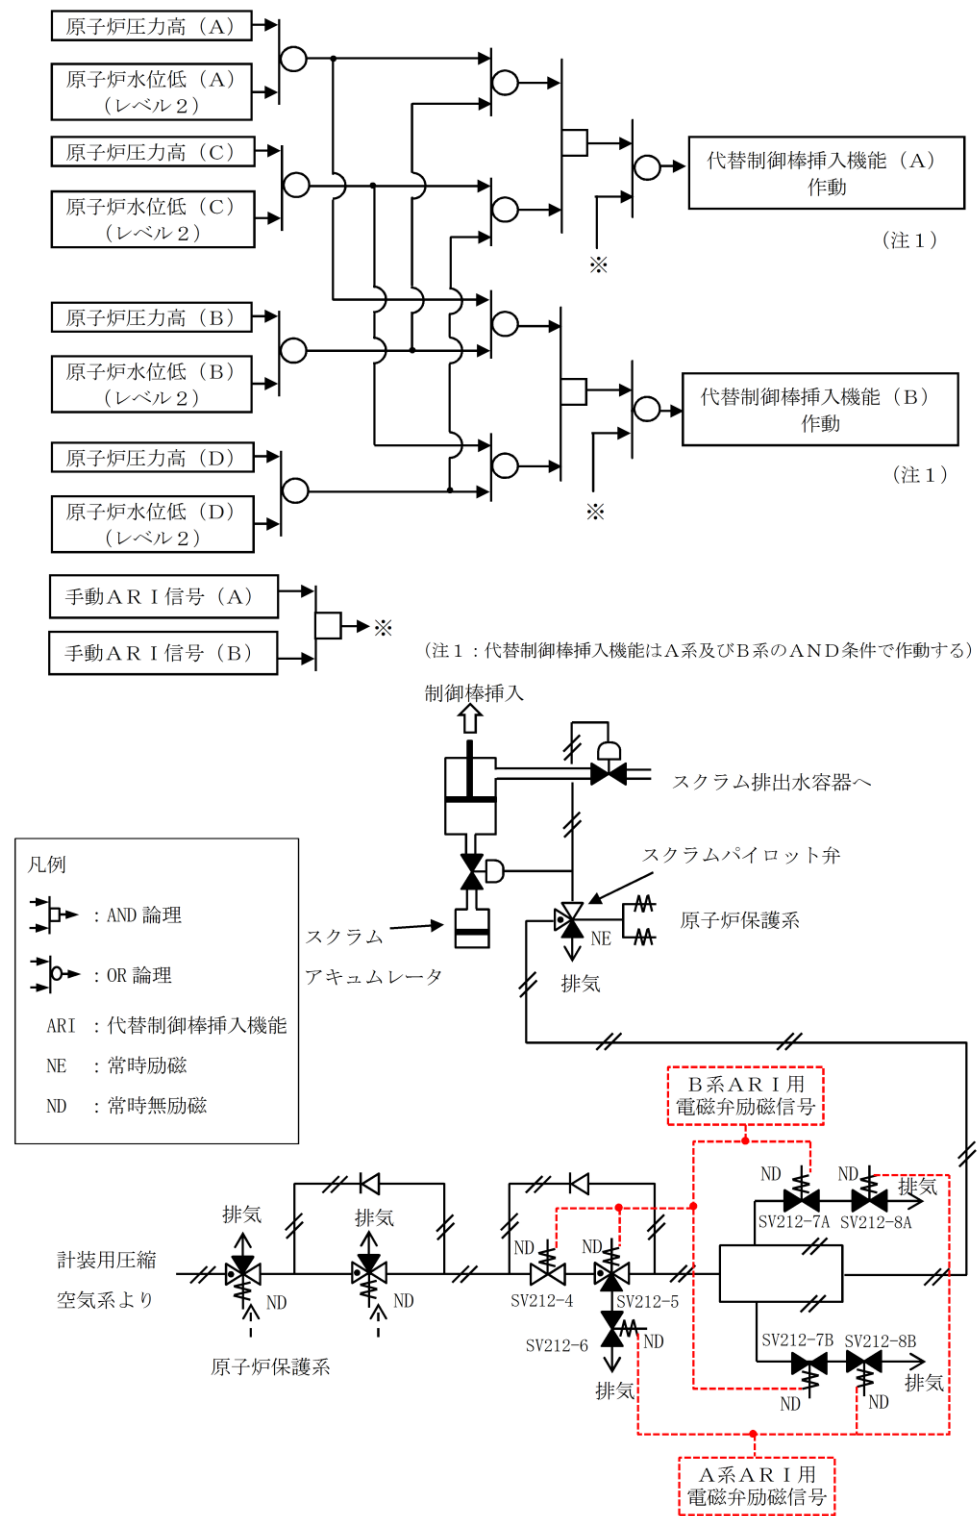 原子炉圧力高（A）
原子炉水位低（A）
（レベル２）
原子炉圧力高（C）
原子炉水位低（C）
（レベル２）
代替制御棒挿入機能（A）
作動
（注１）
※
原子炉圧力高（B）
原子炉水位低（B）
（レベル２）
代替制御棒挿入機能（B）
作動
（注１）
※
原子炉圧力高（D）
原子炉水位低（D）
（レベル２）
手動ARI信号（A）
手動ARI信号（B）
※
（注１：代替制御棒挿入機能はA系及びB系のAND条件で作動する）
制御棒挿入
スクラム排出水容器へ
スクラムパイロット弁
原子炉保護系
NE
排気
スクラム
アキュムレータ
凡例
：AND 論理
：OR 論理
ARI ：代替制御棒挿入機能
NE ：常時励磁
ND ：常時無励磁
B系ARI用
電磁弁励磁信号
ND
ND
排気
SV212-7A
SV212-8A
排気
排気
ND
ND
計装用圧縮
空気系より
ND
ND
SV212-4
SV212-5
SV212-6
ND
排気
原子炉保護系
SV212-7B
SV212-8B
排気
ND
ND
A系ARI用
電磁弁励磁信号